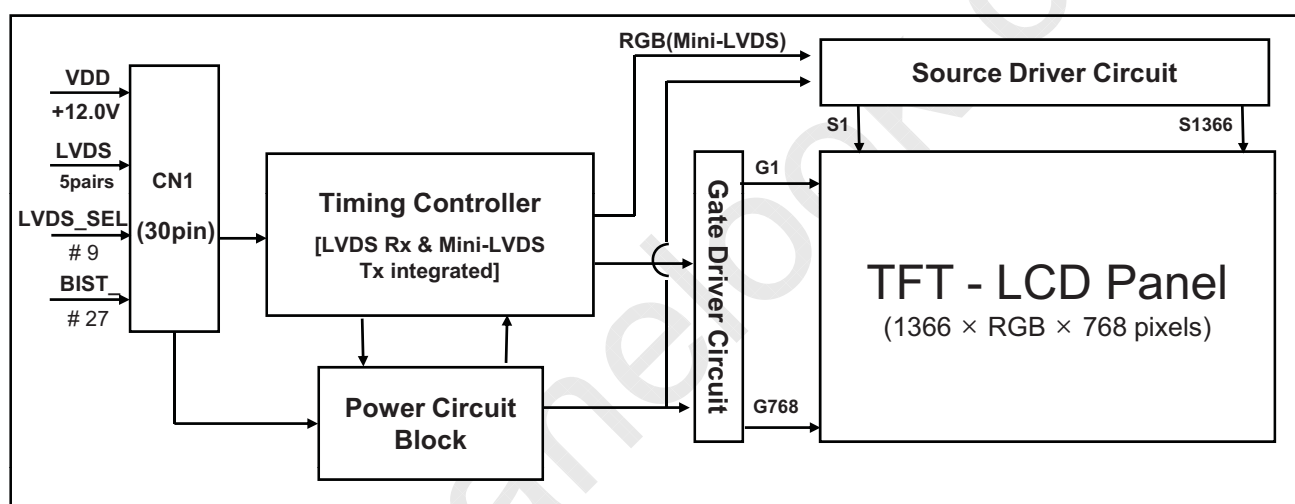 RGB(Mini-LVDS)
Source Driver Circuit
VDD
+12.0V
S1
S1366
LVDS
5pairs
CN1
(30pin)
LVDS_SEL
# 9
BIST_
# 27
Timing Controller
[LVDS Rx & Mini-LVDS
Tx integrated]
Gate Driver Circuit
G1
G768
TFT - LCD Panel
(1366 × RGB × 768 pixels)
Power Circuit
Block